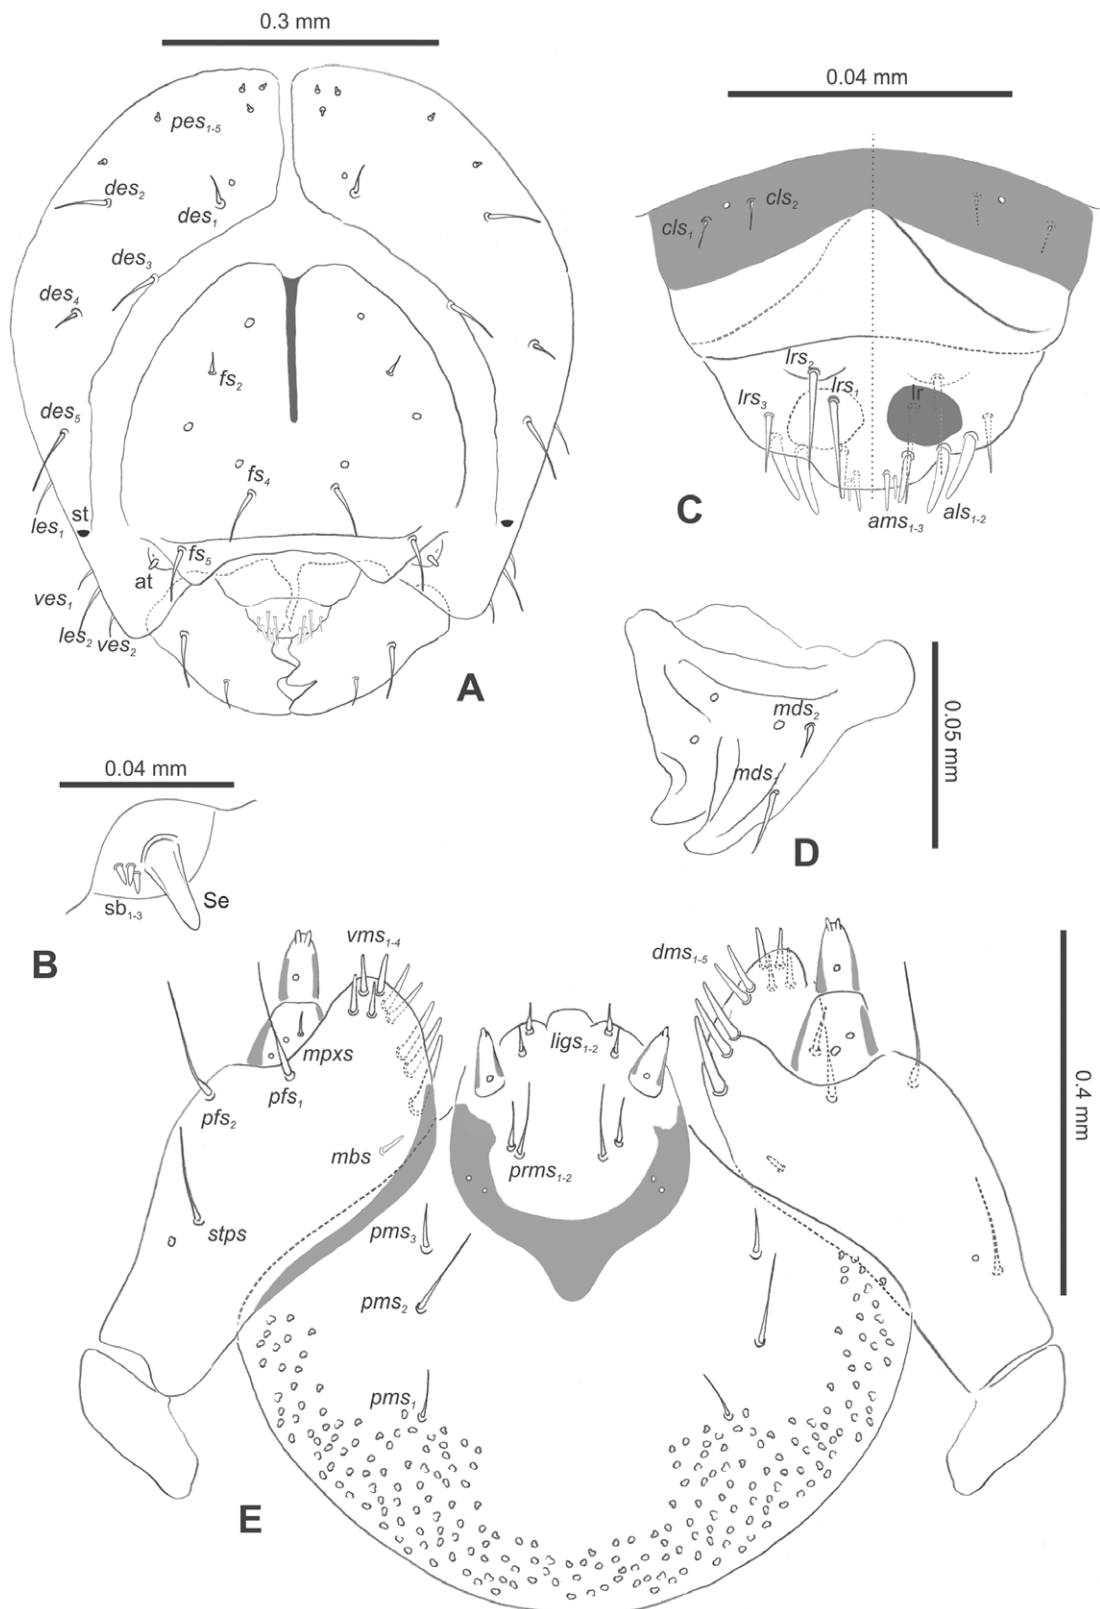 0.3 mm
pes1-5
des2
des1
des3
des4
fs2
des5
fs4
les1
st
fs5
at
ves1
les2 ves2
A
0.04 mm
cls2
cls1
lrs2
lrs1
lr
lrs3
ams1-3
als1-2
C
0.04 mm
sb1-3
Se
B
mds2
mds1
D
0.05 mm
vms1-4
dms1-5
mpxs
ligs1-2
pfs1
pfs2
mbs
prms1-2
stps
pms3
pms2
pms1
0.4 mm
E